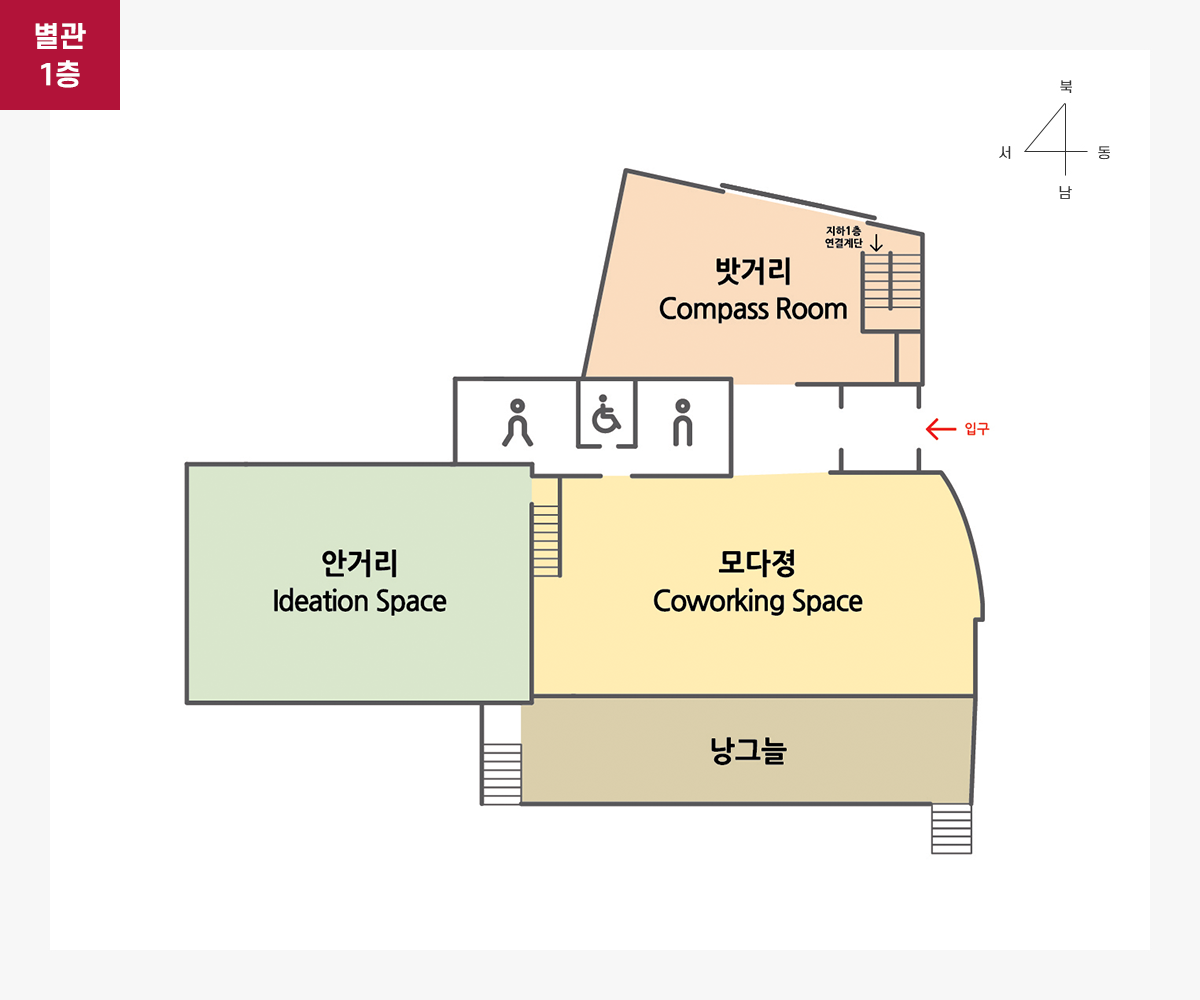 별관
1층
북
서
동
남
지하1층
연결계단
밧거리
Compass Room
입구
안거리
Ideation Space
모다졍
Coworking Space
낭그늘